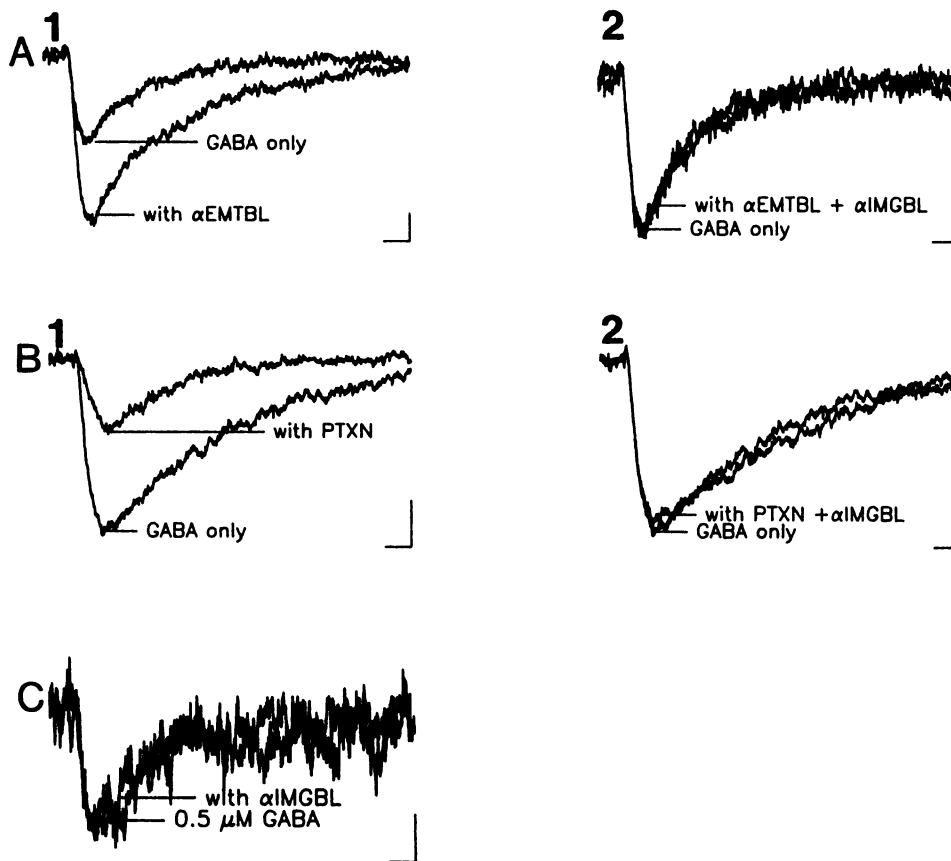 1
2
A
GABA only
with αEMTBL
with αEMTBL + αIMGBL
GABA only
1
2
B
with PTXN
GABA only
with PTXN +αIMGBL
GABA only
C
with αIMGBL
0.5 μM GABA